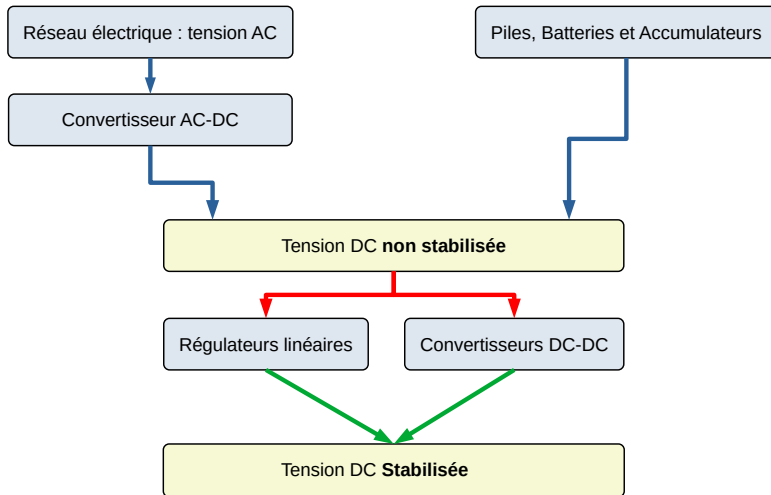 Réseau électrique : tension AC
Piles, Batteries et Accumulateurs
Convertisseur AC-DC
Tension DC non stabilisée
Régulateurs linéaires
Convertisseurs DC-DC
Tension DC Stabilisée